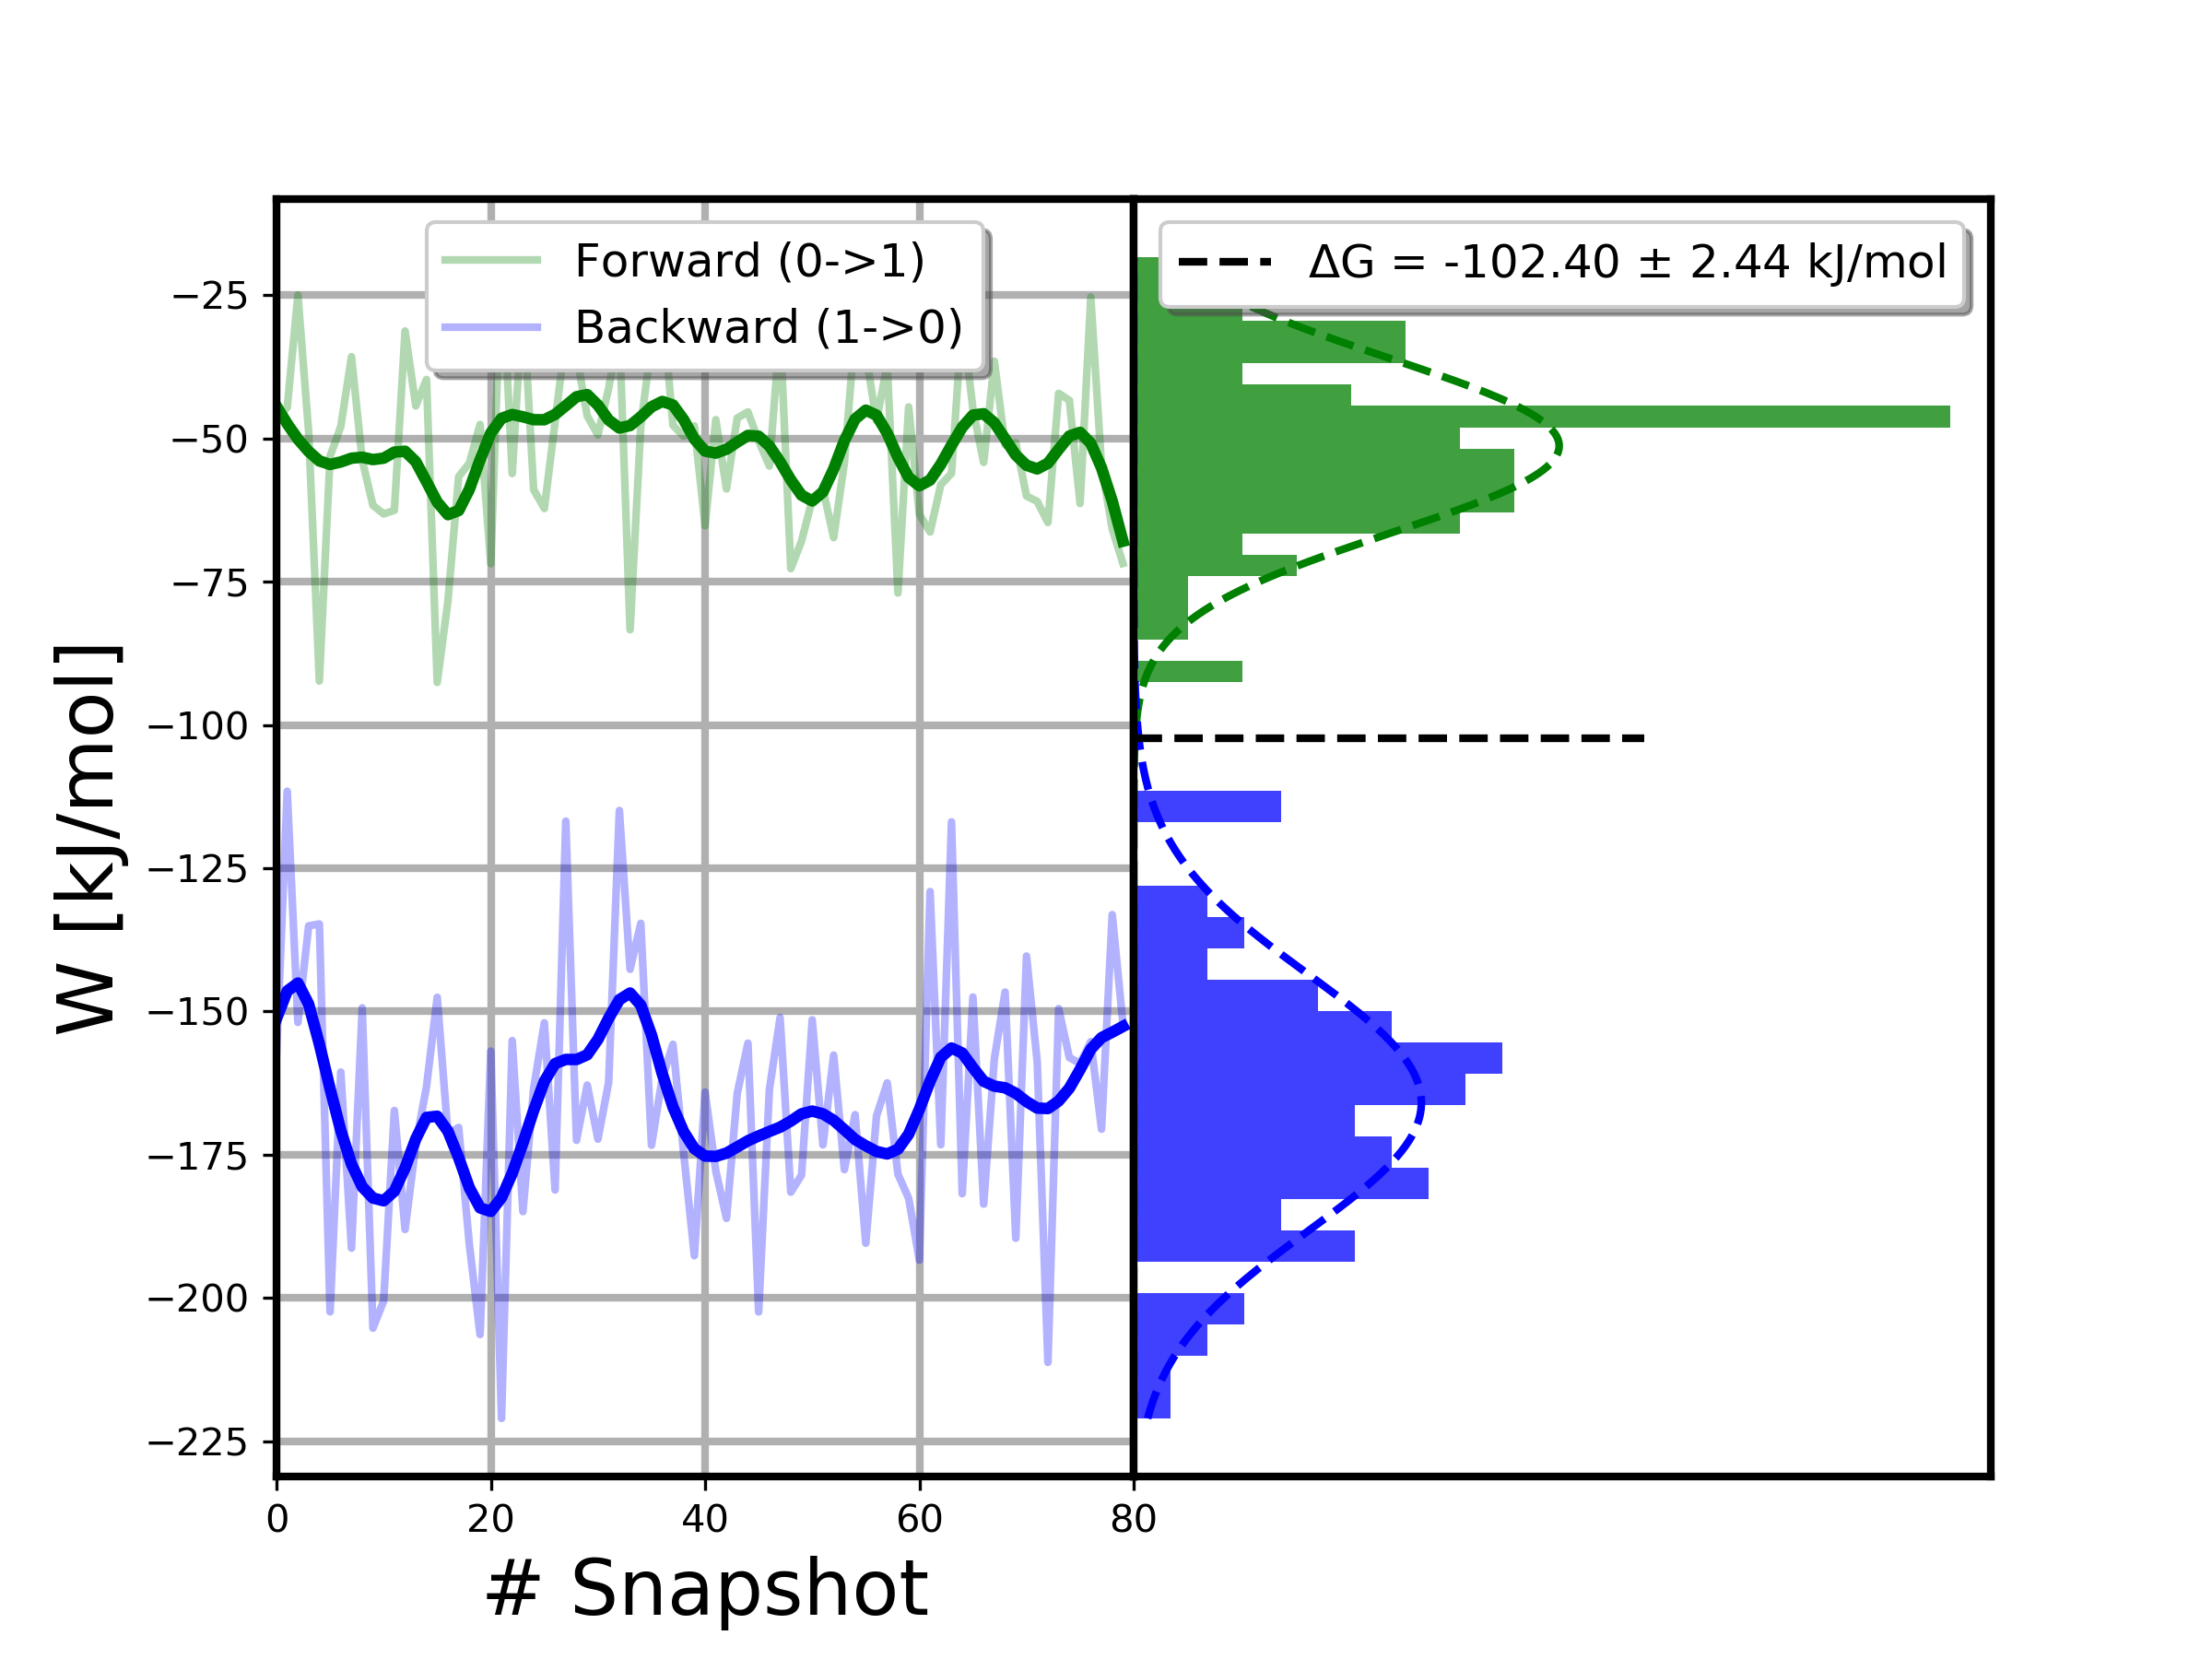 Forward (0->1)
Backward (1->0)
ΔG = -102.40 ± 2.44 kJ/mol
W [kJ/mol]
−25
−50
−75
−100
−125
−150
−175
−200
−225
0 20 40 60 80
# Snapshot